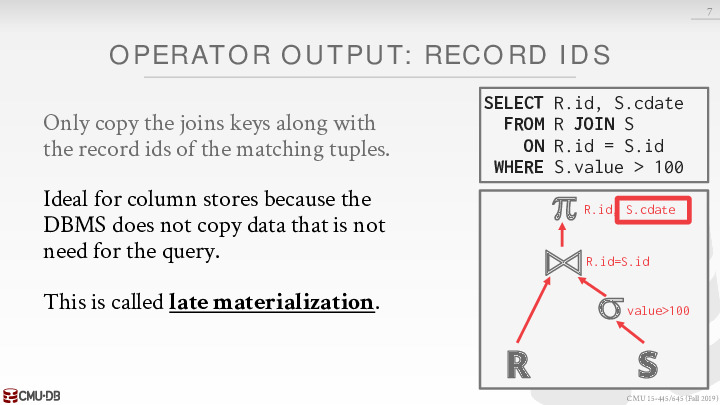 7
OPERATOR OUTPUT: RECORD IDS
Only copy the joins keys along with
the record ids of the matching tuples.
Ideal for column stores because the
DBMS does not copy data that is not
need for the query.
This is called late materialization.
SELECT R.id, S.cdate
FROM R JOIN S
ON R.id = S.id
WHERE S.value > 100
π R.id, S.cdate
⋈ R.id=S.id
σ value>100
R S
CMU·DB
CMU 15-445/645 (Fall 2019)